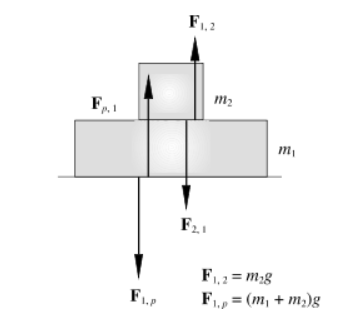 F1, 2
Fp, 1
m2
m1
F2, 1
F1, 2 = m2g
F1, p
F1, p = (m1 + m2)g